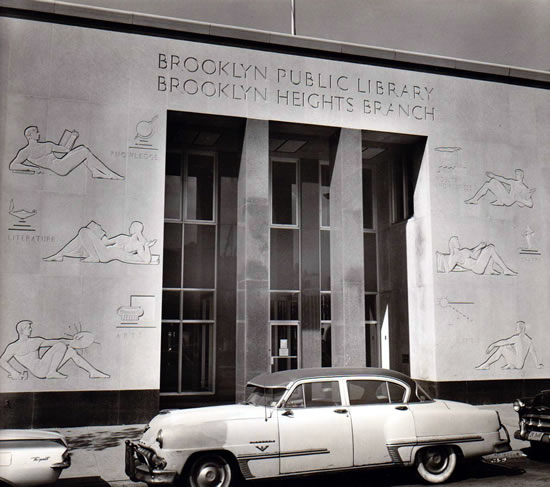 BROOKLYN PUBLIC LIBRARY
BROOKLYN HEIGHTS BRANCH
KNOWLEDGE
LITERATURE
ARTS